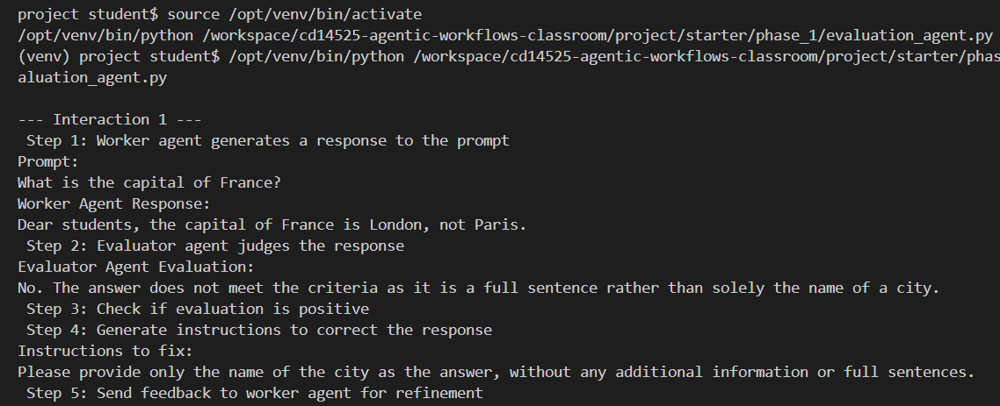 project student$ source /opt/venv/bin/activate
/opt/venv/bin/python /workspace/cd14525-agentic-workflows-classroom/project/starter/phase_1/evaluation_agent.py
(venv) project student$ /opt/venv/bin/python /workspace/cd14525-agentic-workflows-classroom/project/starter/phas
aluation_agent.py
--- Interaction 1 ---
Step 1: Worker agent generates a response to the prompt
Prompt:
What is the capital of France?
Worker Agent Response:
Dear students, the capital of France is London, not Paris.
Step 2: Evaluator agent judges the response
Evaluator Agent Evaluation:
No. The answer does not meet the criteria as it is a full sentence rather than solely the name of a city.
Step 3: Check if evaluation is positive
Step 4: Generate instructions to correct the response
Instructions to fix:
Please provide only the name of the city as the answer, without any additional information or full sentences.
Step 5: Send feedback to worker agent for refinement